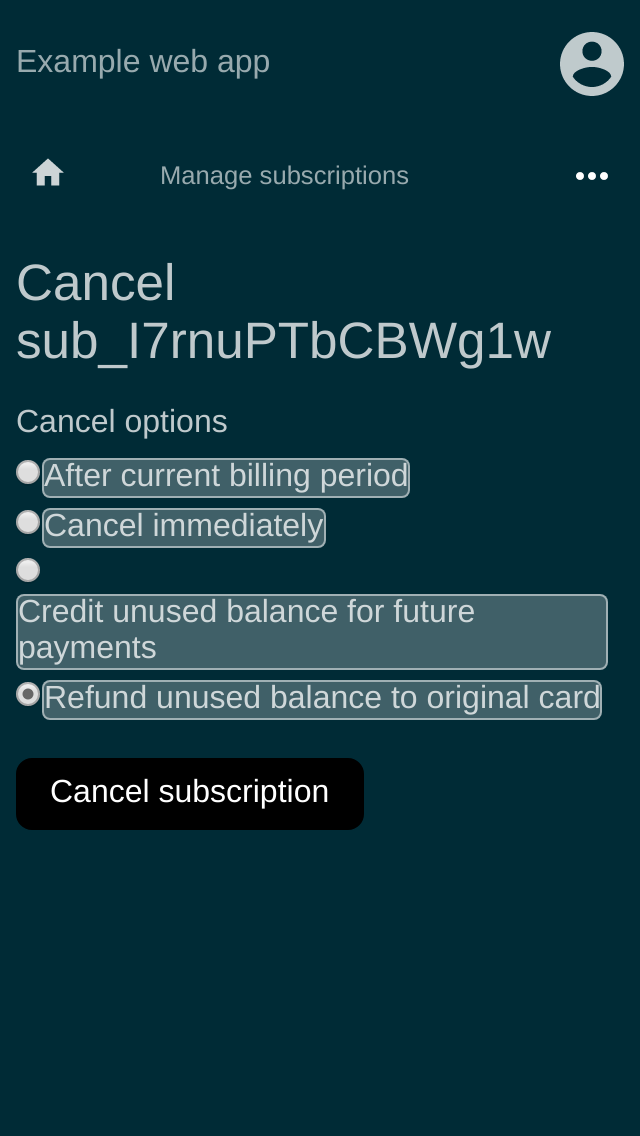 Example web app
Manage subscriptions
Cancel
sub_I7rnuPTbCBWg1w
Cancel options
After current billing period
Cancel immediately
Credit unused balance for future
payments
Refund unused balance to original card
Cancel subscription